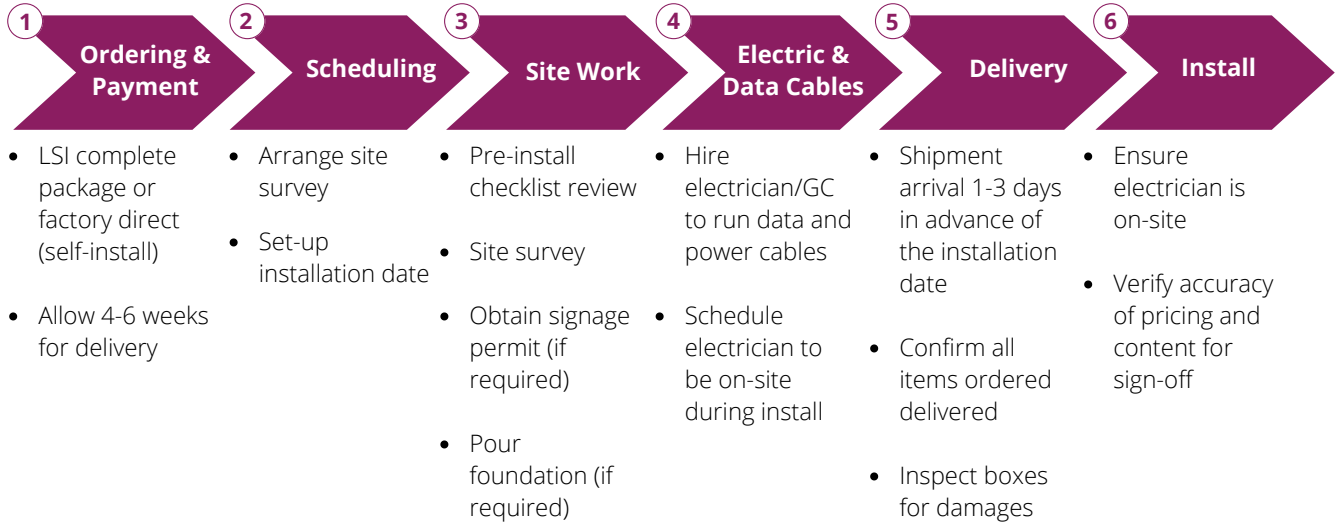 1
Ordering &
Payment
• LSI complete
package or
factory direct
(self-install)
• Allow 4-6 weeks
for delivery
2
Scheduling
• Arrange site
survey
• Set-up
installation date
3
Site Work
• Pre-install
checklist review
• Site survey
• Obtain signage
permit (if
required)
• Pour
foundation (if
required)
4
Electric &
Data Cables
• Hire
electrician/GC
to run data and
power cables
• Schedule
electrician to
be on-site
during install
5
Delivery
• Shipment
arrival 1-3 days
in advance of
the installation
date
• Confirm all
items ordered
delivered
• Inspect boxes
for damages
6
Install
• Ensure
electrician is
on-site
• Verify accuracy
of pricing and
content for
sign-off